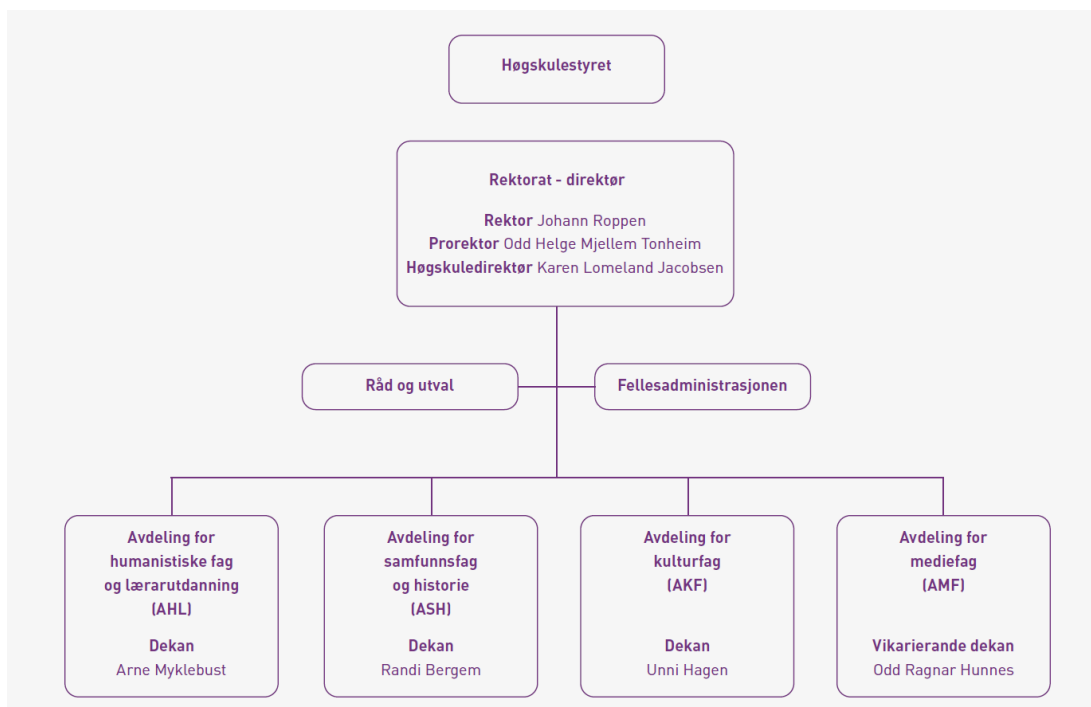 Høgskulestyret
Rektorat - direktør
Rektor Johann Roppen
Prorektor Odd Helge Mjellem Tonheim
Høgskuledirektør Karen Lomeland Jacobsen
Råd og utval
Fellesadministrasjonen
Avdeling for
humanistiske fag
og lærarutdanning
(AHL)
Dekan
Arne Myklebust
Avdeling for
samfunnsfag
og historie
(ASH)
Dekan
Randi Bergem
Avdeling for
kulturfag
(AKF)
Dekan
Unni Hagen
Avdeling for
mediefag
(AMF)
Vikarierande dekan
Odd Ragnar Hunnes